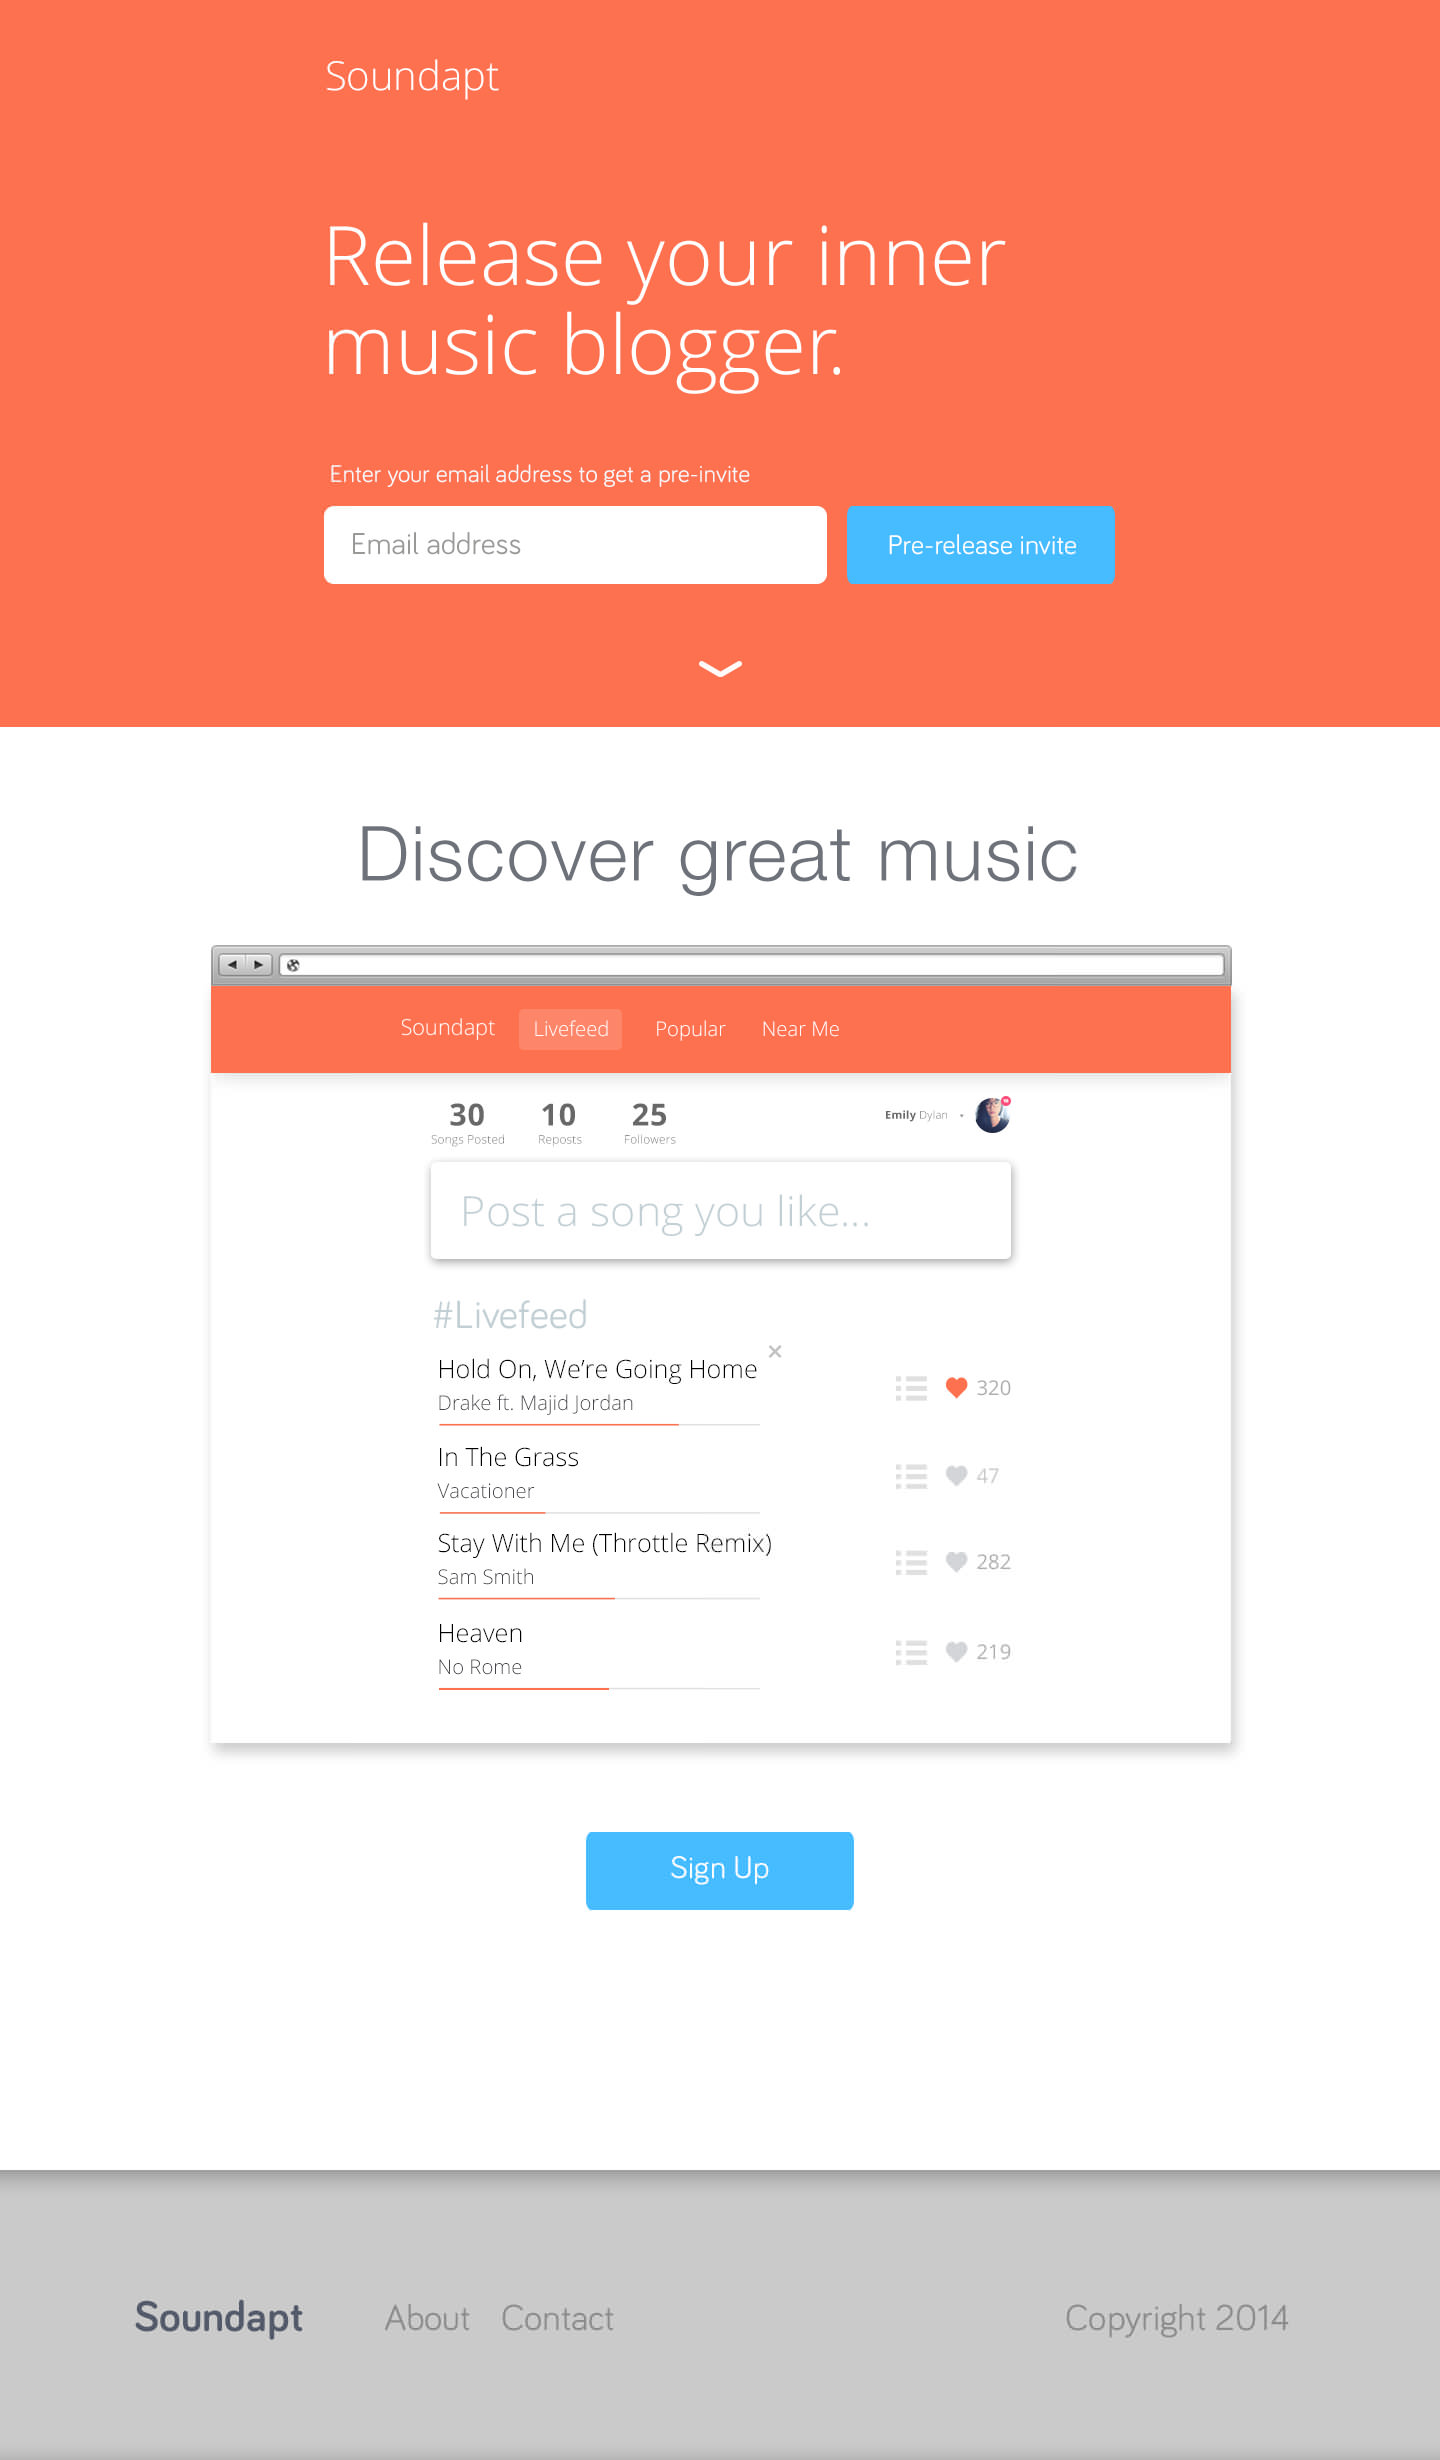 Soundapt
Release your inner
music blogger.
Enter your email address to get a pre-invite
Email address
Pre-release invite
Discover great music
Soundapt Livefeed Popular Near Me
30 10 25
Songs Posted Reposts Followers
Emily Dylan
Post a song you like...
#Livefeed
Hold On, We’re Going Home
Drake ft. Majid Jordan
320
In The Grass
Vacationer
47
Stay With Me (Throttle Remix)
Sam Smith
282
Heaven
No Rome
219
Sign Up
Soundapt About Contact Copyright 2014